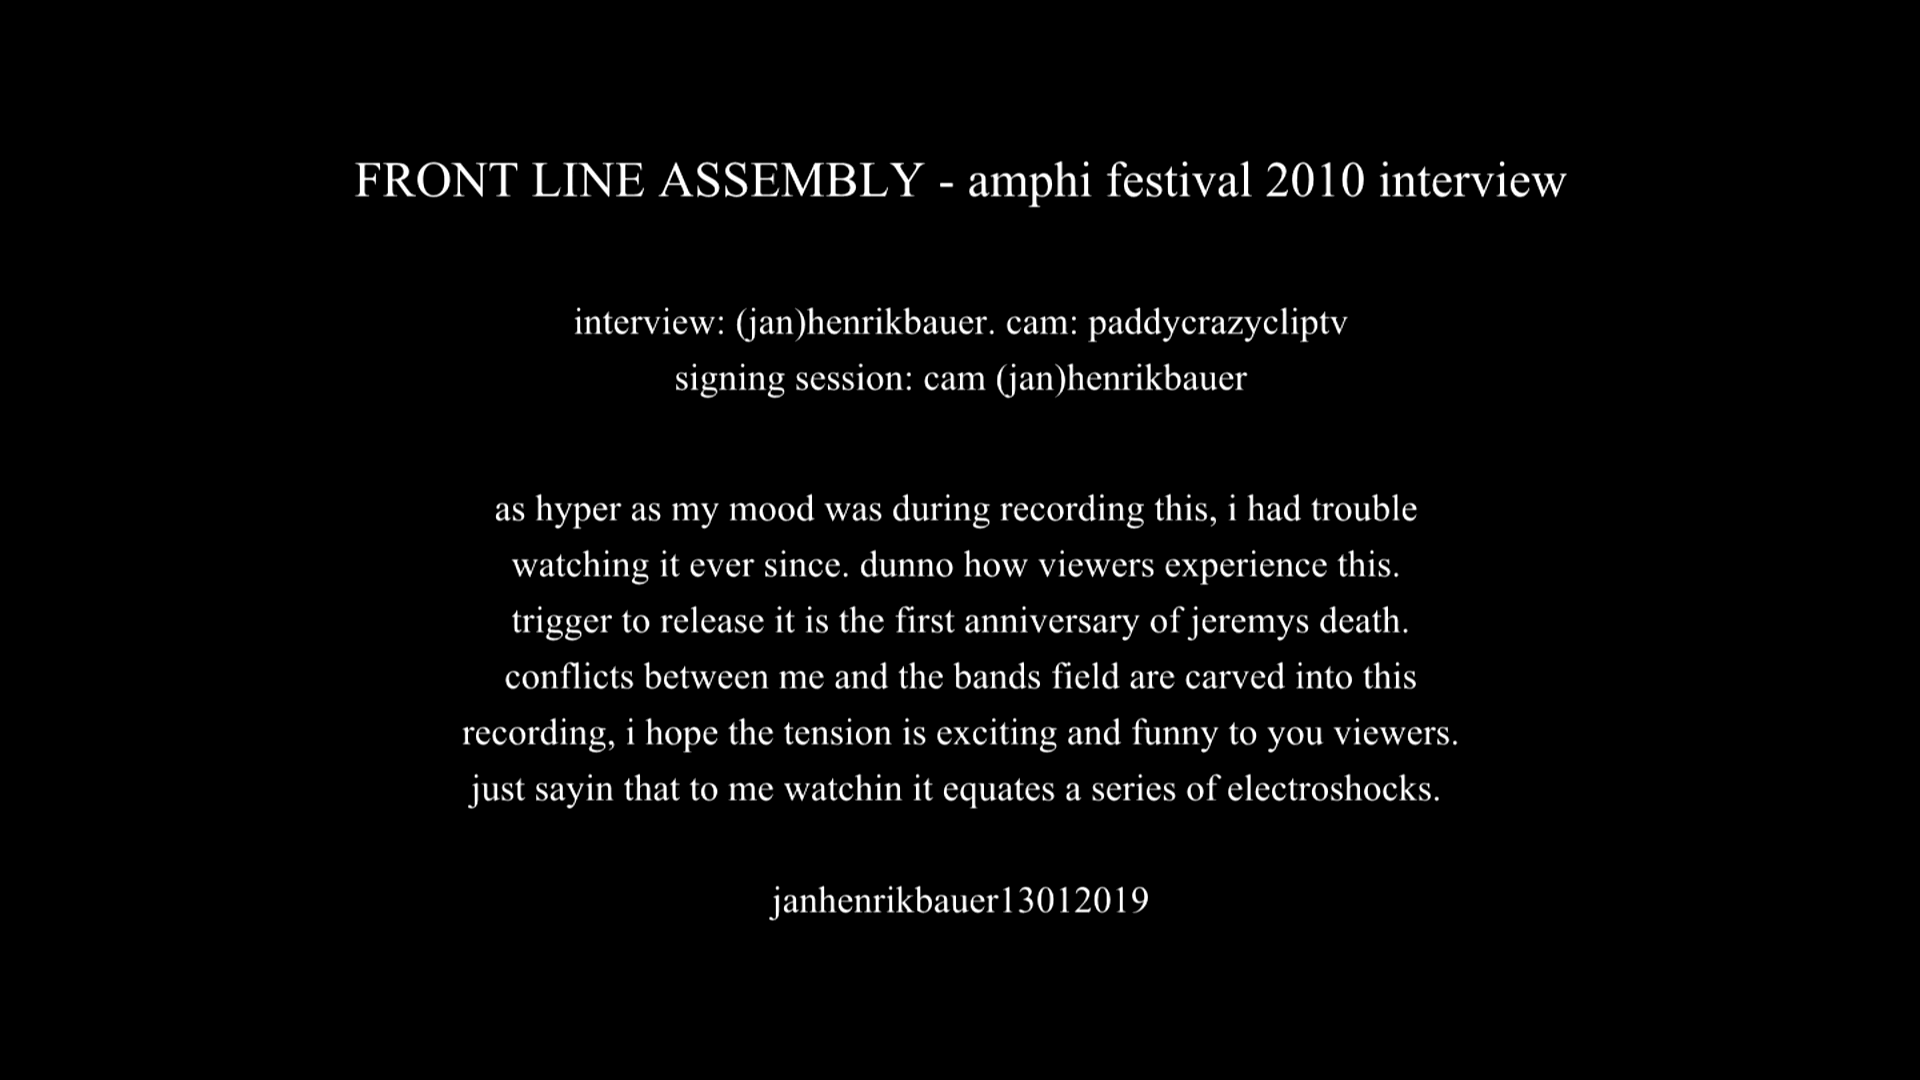 FRONT LINE ASSEMBLY - amphi festival 2010 interview
interview: (jan)henrikbauer. cam: paddycrazycliptv
signing session: cam (jan)henrikbauer
as hyper as my mood was during recording this, i had trouble
watching it ever since. dunno how viewers experience this.
trigger to release it is the first anniversary of jeremys death.
conflicts between me and the bands field are carved into this
recording, i hope the tension is exciting and funny to you viewers.
just sayin that to me watchin it equates a series of electroshocks.
janhenrikbauer13012019